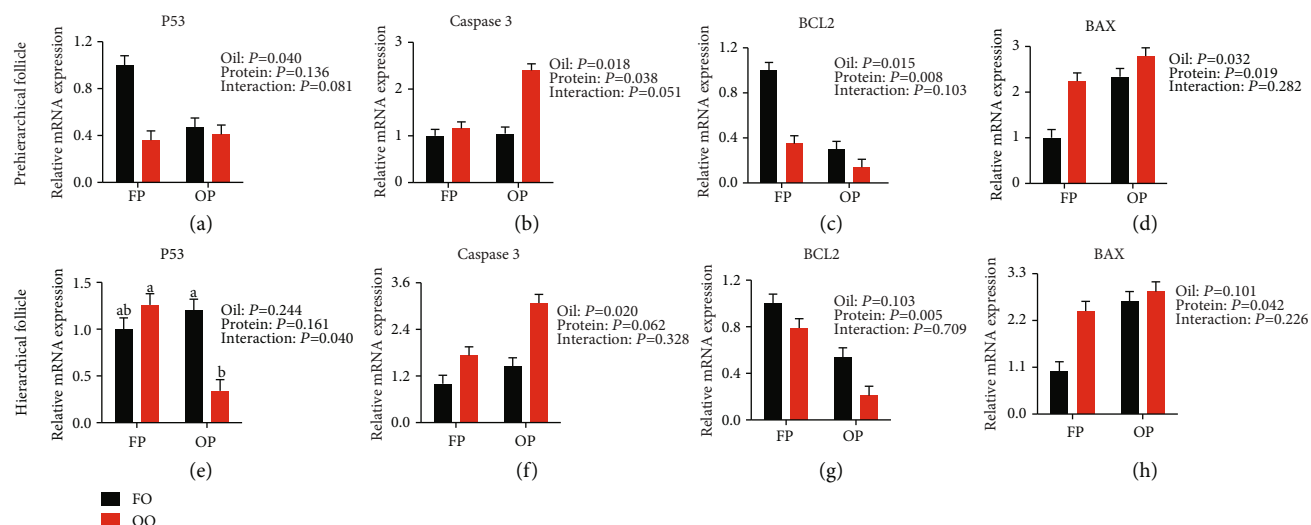 Prehierarchical follicle
P53
Relative mRNA expression
1.2
0.8
0.4
0.0
FP
OP
Oil: P=0.040
Protein: P=0.136
Interaction: P=0.081
(a)
Caspase 3
Relative mRNA expression
3
2
1
0
FP
OP
Oil: P=0.018
Protein: P=0.038
Interaction: P=0.051
(b)
BCL2
Relative mRNA expression
1.2
0.8
0.4
0.0
FP
OP
Oil: P=0.015
Protein: P=0.008
Interaction: P=0.103
(c)
BAX
Relative mRNA expression
3
2
1
0
FP
OP
Oil: P=0.032
Protein: P=0.019
Interaction: P=0.282
(d)
Hierarchical follicle
P53
Relative mRNA expression
1.5
1.0
0.5
0.0
ab
a
a
b
FP
OP
Oil: P=0.244
Protein: P=0.161
Interaction: P=0.040
(e)
Caspase 3
Relative mRNA expression
3.6
2.4
1.2
0.0
FP
OP
Oil: P=0.020
Protein: P=0.062
Interaction: P=0.328
(f)
BCL2
Relative mRNA expression
1.2
0.8
0.4
0.0
FP
OP
Oil: P=0.103
Protein: P=0.005
Interaction: P=0.709
(g)
BAX
Relative mRNA expression
3.3
2.2
1.1
0.0
FP
OP
Oil: P=0.101
Protein: P=0.042
Interaction: P=0.226
(h)
FO
OO